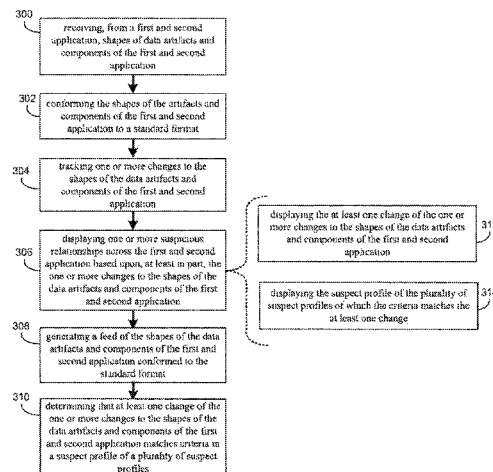 300
receiving, from a first and second
application, shapes of data artifacts and
components of the first and second
application
302
conforming the shapes of the artifacts and
components of the first and second
application to a standard format
304
tracking one or more changes to the
shapes of the data artifacts and
components of the first and second
application
306
displaying one or more suspicious
relationships across the first and second
application based upon, at least in part, the
one or more changes to the shapes of the
data artifacts and components of the first
and second application
308
generating a feed of the shapes of the data
artifacts and components of the first and
second application conformed to the
standard format
310
determining that at least one change of the
one or more changes to the shapes of the
data artifacts and components of the first
and second application matches criteria in
a suspect profile of a plurality of suspect
profiles
displaying the at least one change of the one or
more changes to the shapes of the data artifacts
and components of the first and second
application
31
displaying the suspect profile of the plurality of
suspect profiles of which the criteria matches the
at least one change
31